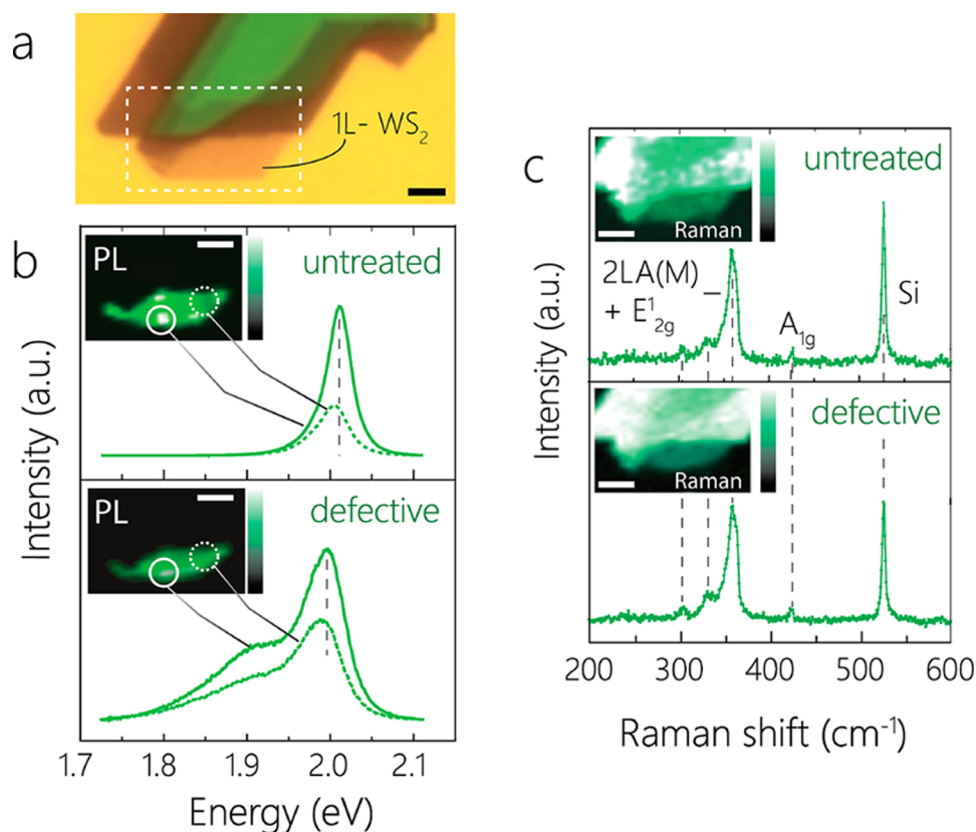 a
1L- WS₂
b
PL
untreated
PL
defective
Intensity (a.u.)
1.7 1.8 1.9 2.0 2.1
Energy (eV)
c
untreated
Raman
2LA(M)
+ E¹₂g
A₁g
Si
defective
Raman
Intensity (a.u.)
200 300 400 500 600
Raman shift (cm⁻¹)